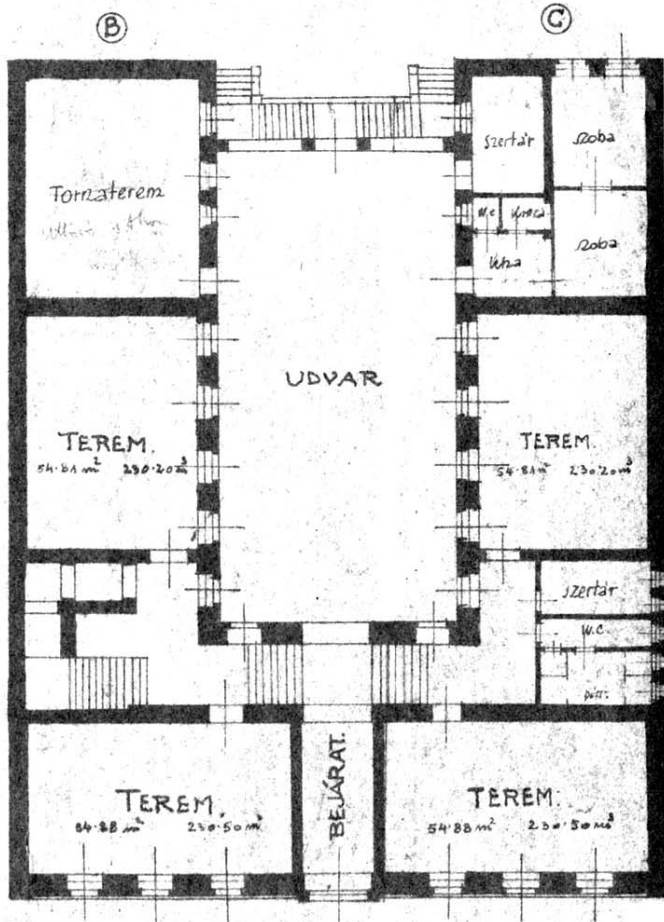 B
C
Tornaterem
Szertár
szoba
W.C
szoba
UDVAR
TEREM.
54·81 m² 230·20 m³
TEREM.
54·81 m² 230·20 m³
szertár
W.C
BEJÁRAT.
TEREM.
54·88 m² 230·50 m³
TEREM.
54·88 m² 230·50 m³